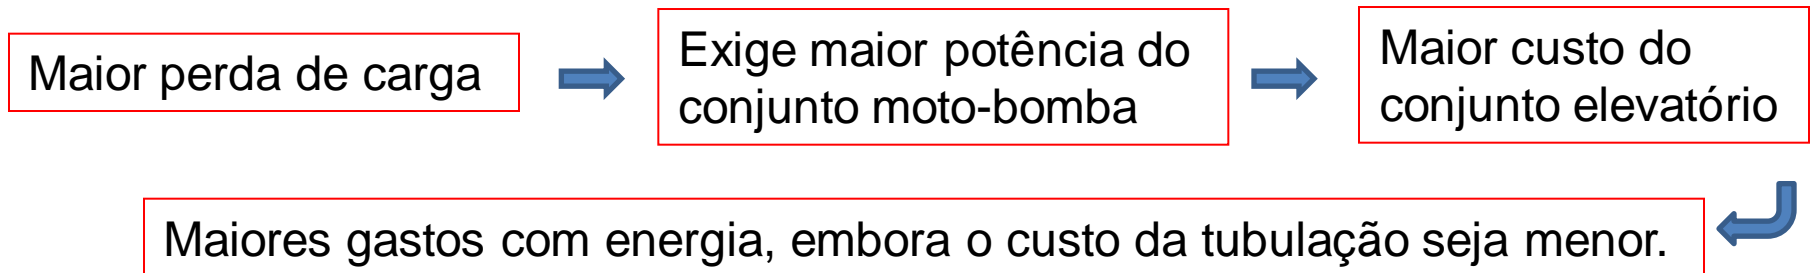 Maior perda de carga
Exige maior potência do
conjunto moto-bomba
Maior custo do
conjunto elevatório
Maiores gastos com energia, embora o custo da tubulação seja menor.